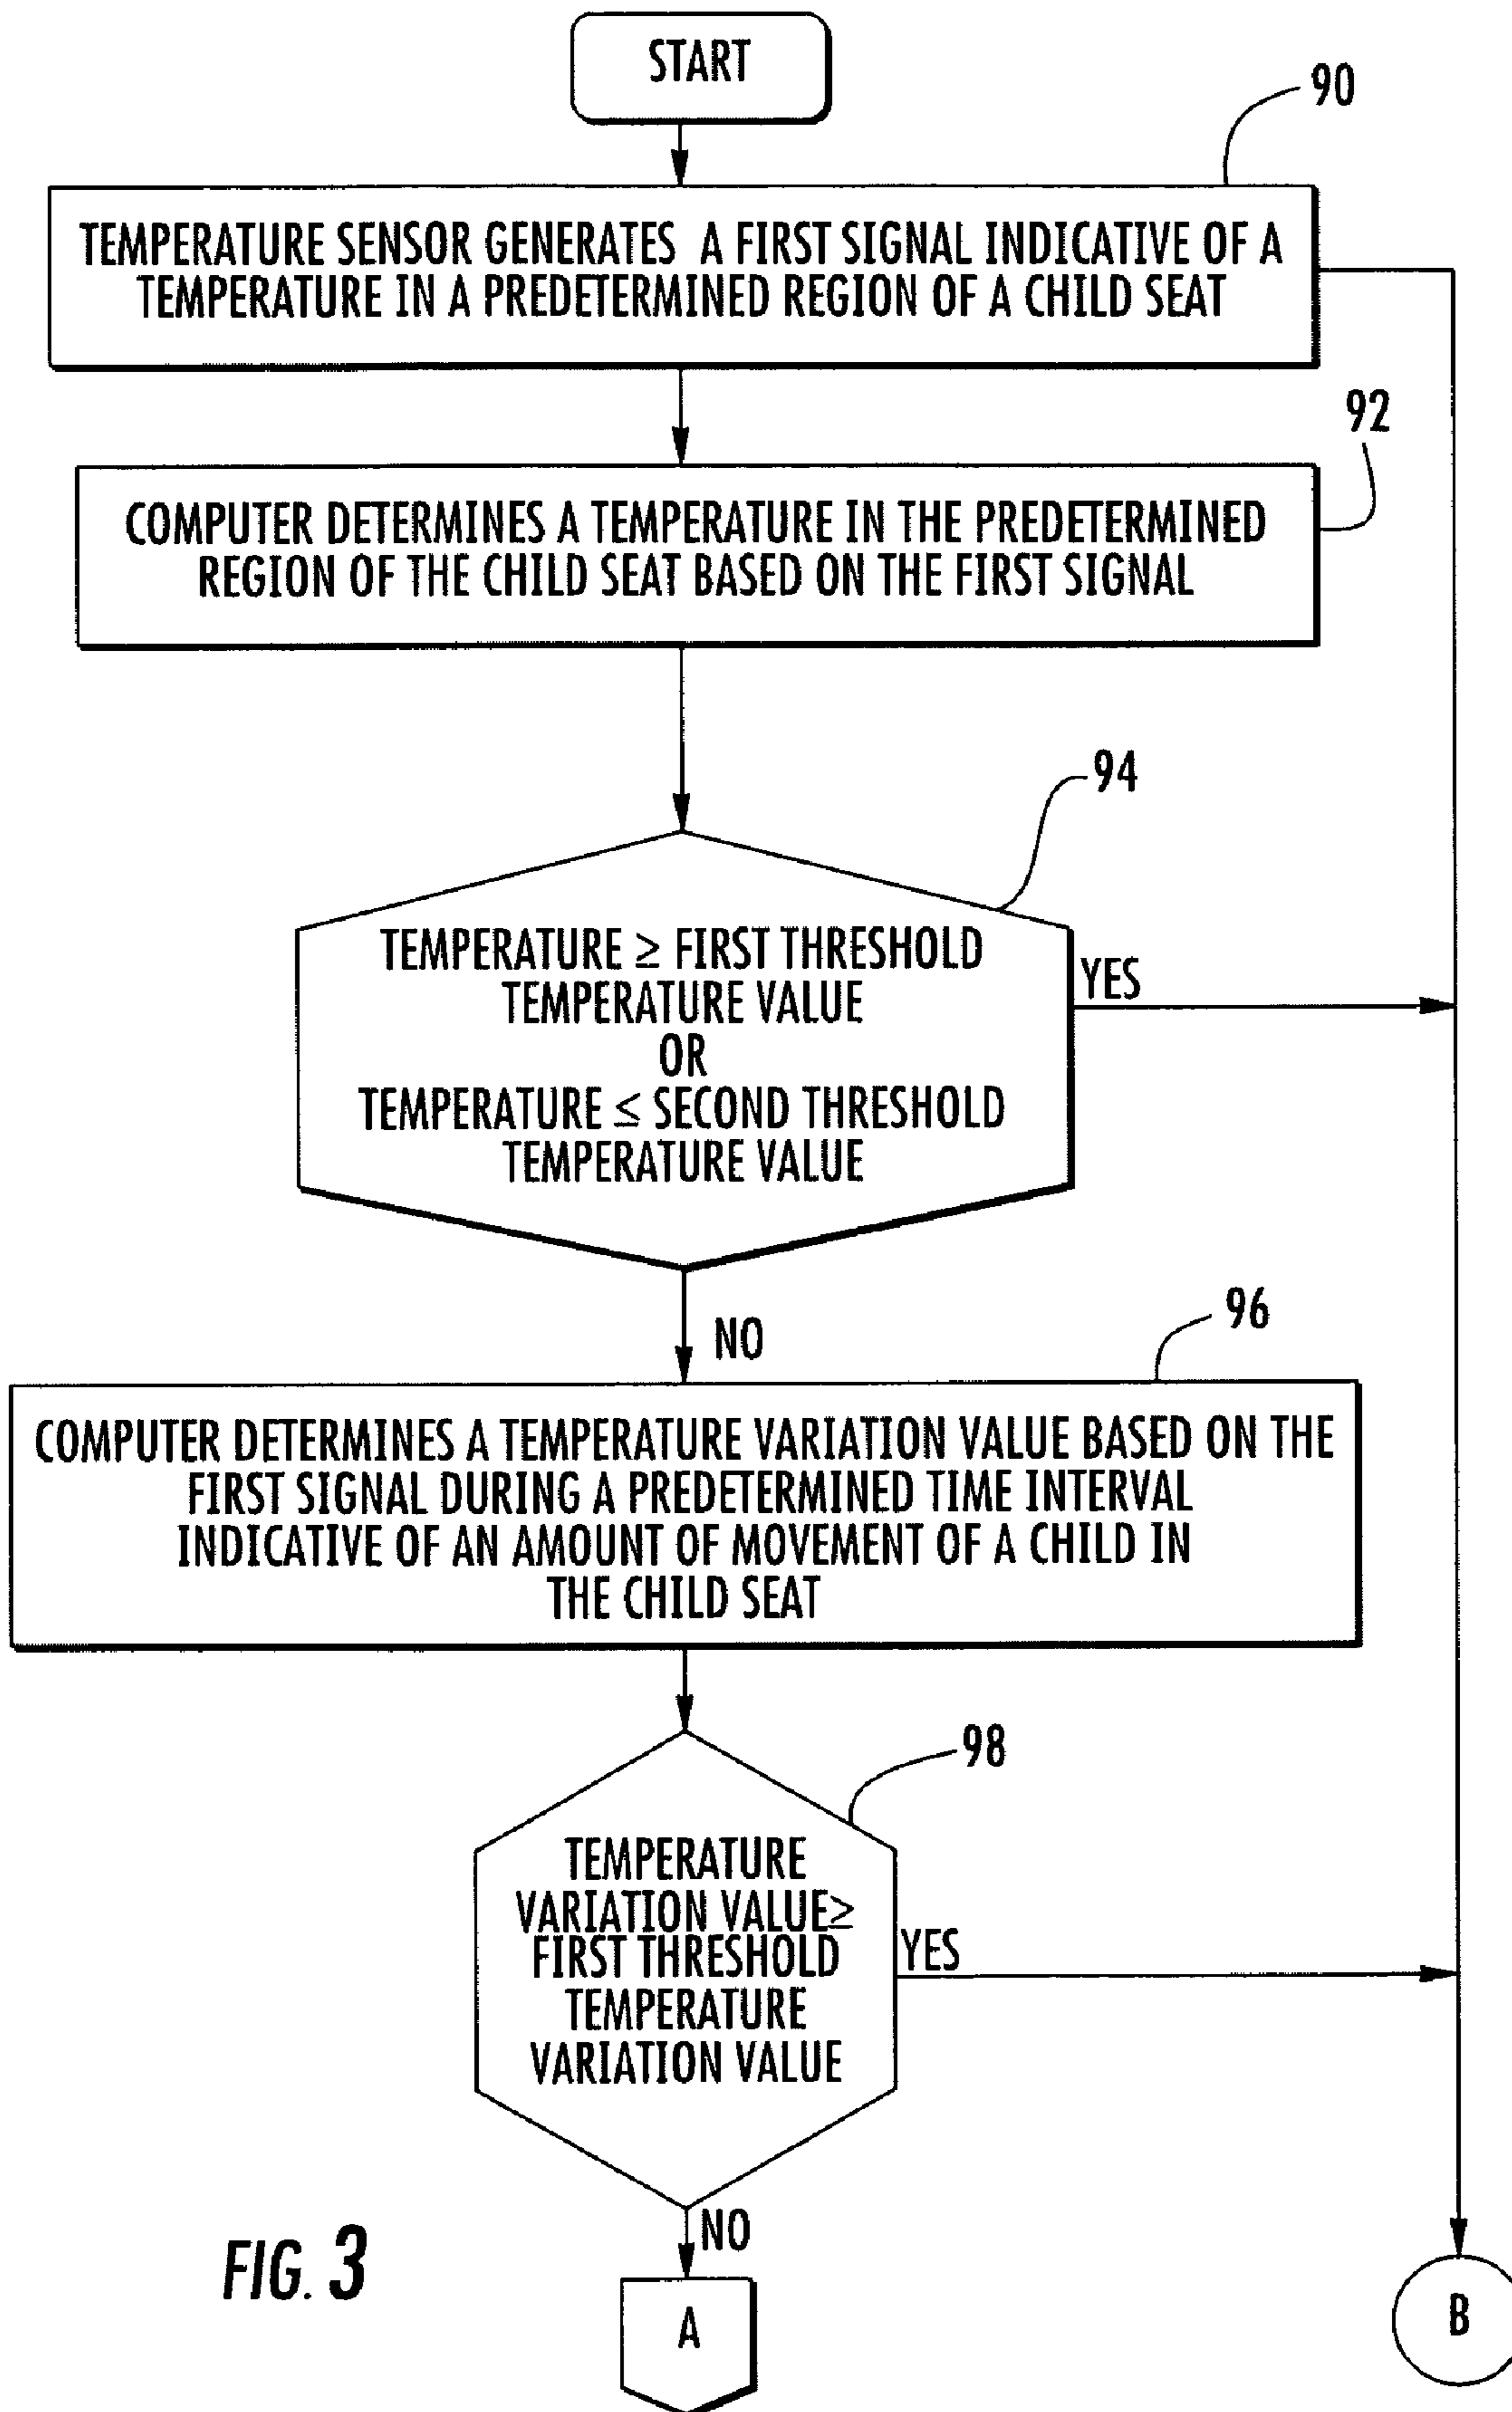 START
90
TEMPERATURE SENSOR GENERATES A FIRST SIGNAL INDICATIVE OF A
TEMPERATURE IN A PREDETERMINED REGION OF A CHILD SEAT
92
COMPUTER DETERMINES A TEMPERATURE IN THE PREDETERMINED
REGION OF THE CHILD SEAT BASED ON THE FIRST SIGNAL
94
TEMPERATURE ≥ FIRST THRESHOLD
TEMPERATURE VALUE
OR
TEMPERATURE ≤ SECOND THRESHOLD
TEMPERATURE VALUE
YES
NO
96
COMPUTER DETERMINES A TEMPERATURE VARIATION VALUE BASED ON THE
FIRST SIGNAL DURING A PREDETERMINED TIME INTERVAL
INDICATIVE OF AN AMOUNT OF MOVEMENT OF A CHILD IN
THE CHILD SEAT
98
TEMPERATURE
VARIATION VALUE≥
FIRST THRESHOLD
TEMPERATURE
VARIATION VALUE
YES
NO
FIG. 3
A
B